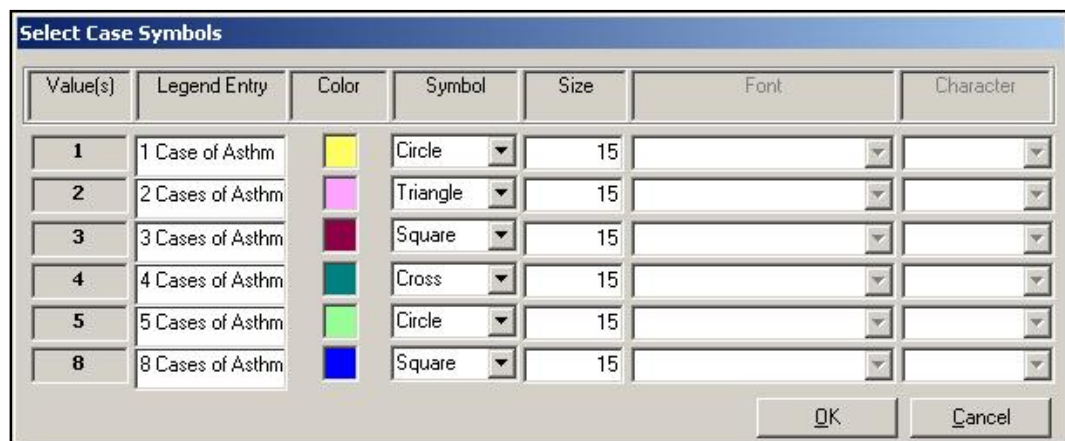 Select Case Symbols
Value(s) Legend Entry Color Symbol Size Font Character
1 1 Case of Asthm Circle 15
2 2 Cases of Asthm Triangle 15
3 3 Cases of Asthm Square 15
4 4 Cases of Asthm Cross 15
5 5 Cases of Asthm Circle 15
8 8 Cases of Asthm Square 15
OK Cancel